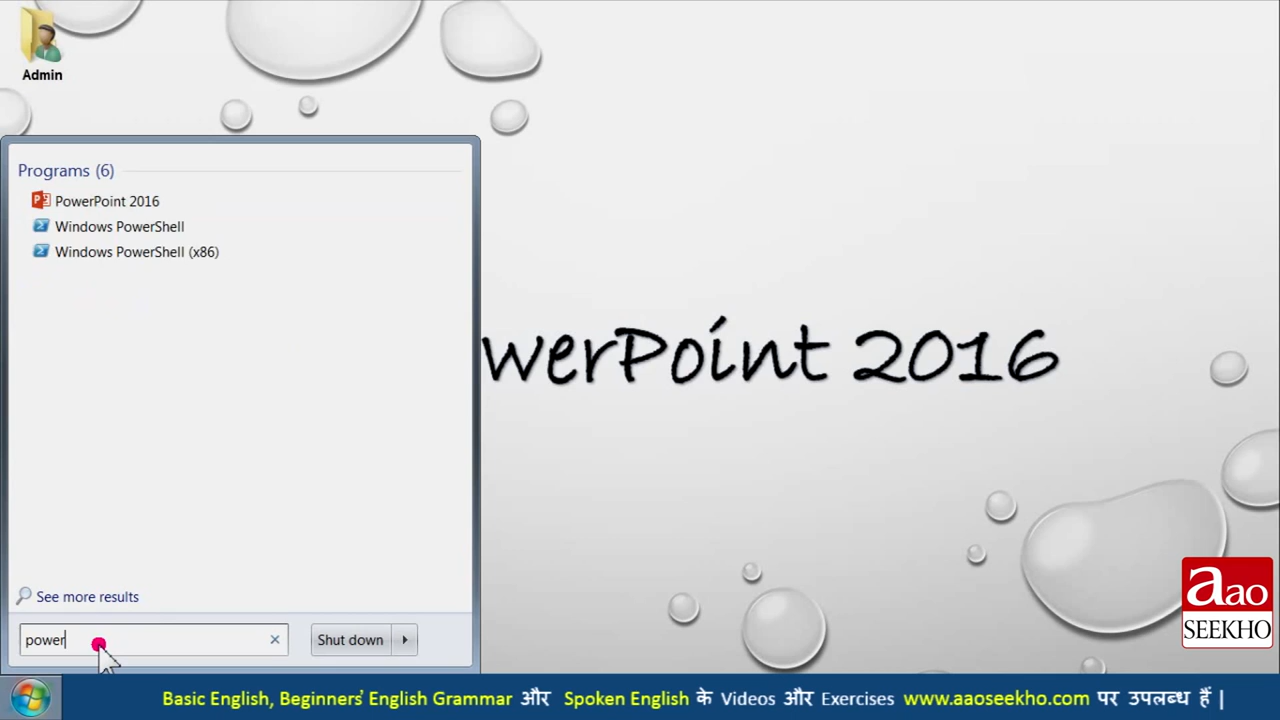 Admin
Programs (6)
PowerPoint 2016
Windows PowerShell
Windows PowerShell (x86)
werPoint 2016
See more results
power
Shut down
aao
SEEKHO
Basic English, Beginners' English Grammar और Spoken English के Videos और Exercises www.aaoseekho.com पर उपलब्ध हैं |